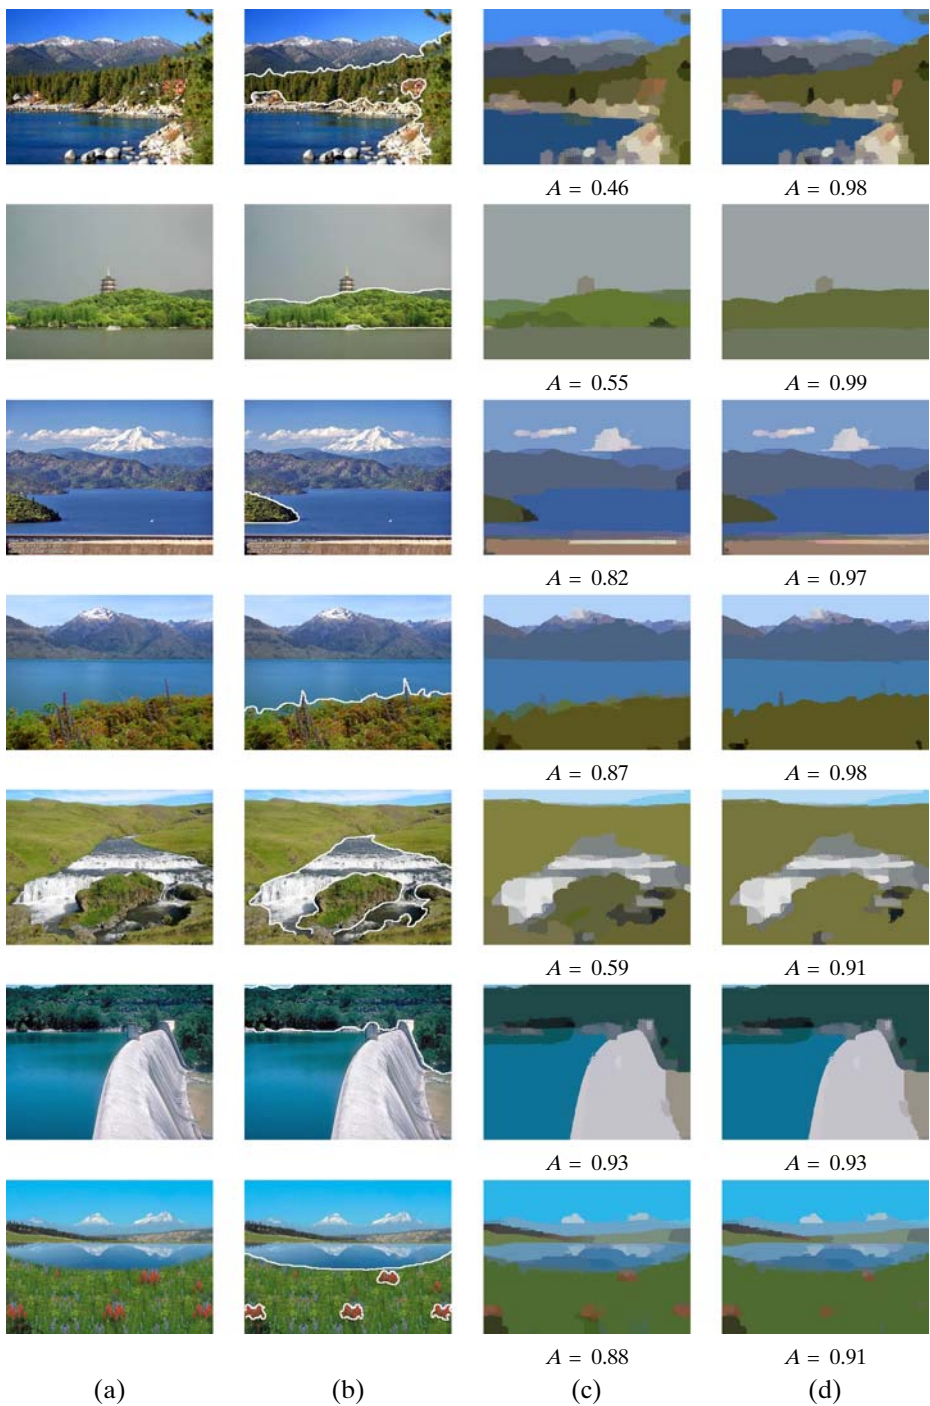 A = 0.46 A = 0.98
A = 0.55 A = 0.99
A = 0.82 A = 0.97
A = 0.87 A = 0.98
A = 0.59 A = 0.91
A = 0.93 A = 0.93
A = 0.88 A = 0.91
(a) (b) (c) (d)